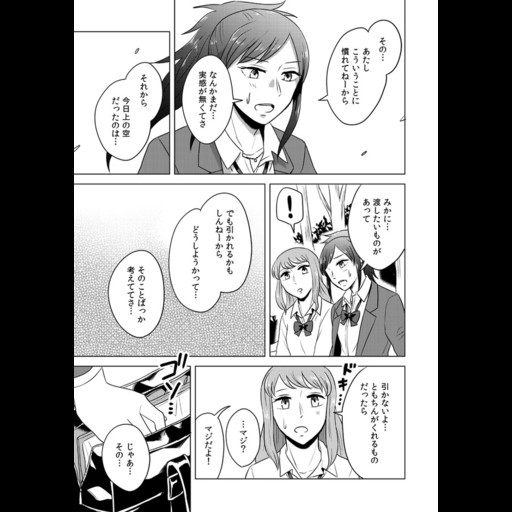 その…
あたし
こういうことに
慣れてねーから
なんかまだ…
実感が無くてさ
それから
今日上の空
だったのは…
みかに…
渡したいものが
あって
！
でも引かれるかも
しんねーから
どうしようかって…
そのことばっか
考えててさ…
引かないよ…
ともちんがくれるもの
だったら
ドキ…
…マジ？
マジだよ！
ゴソ
じゃあ…
その…